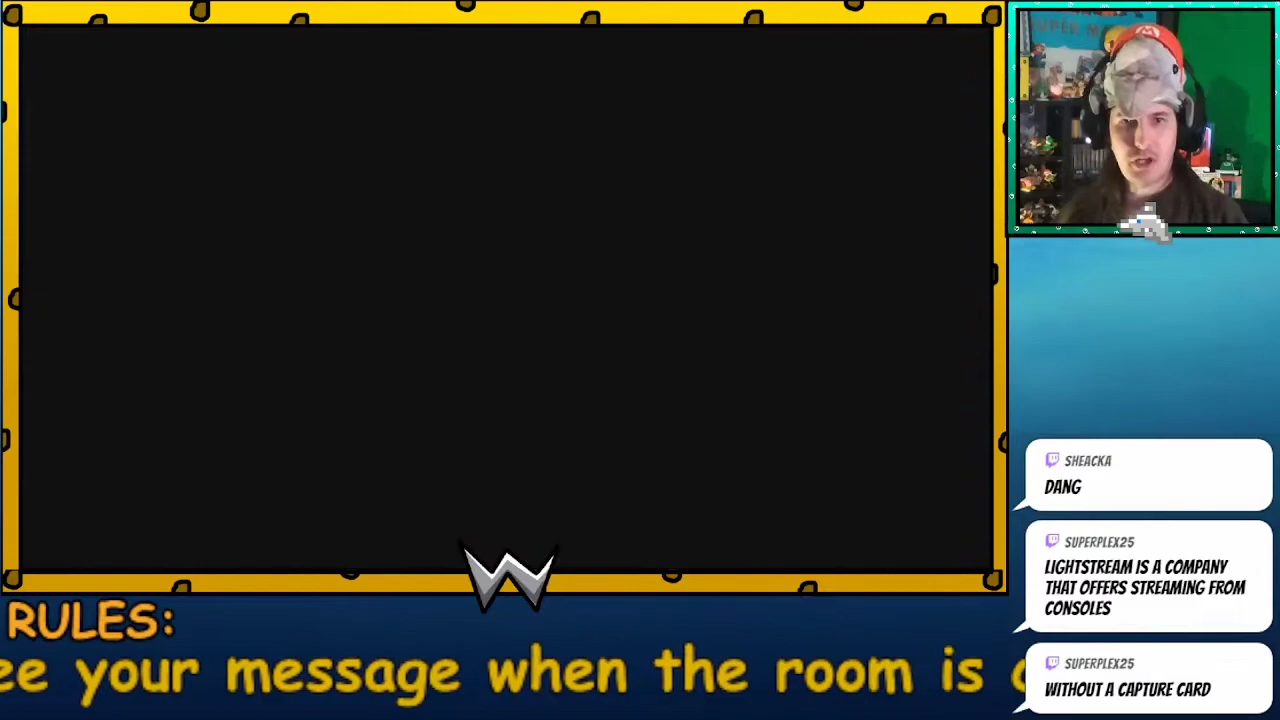 SUPER M
SHEACKA
DANG
SUPERPLEX25
LIGHTSTREAM IS A COMPANY
THAT OFFERS STREAMING FROM
CONSOLES
SUPERPLEX25
WITHOUT A CAPTURE CARD
RULES:
ee your message when the room is